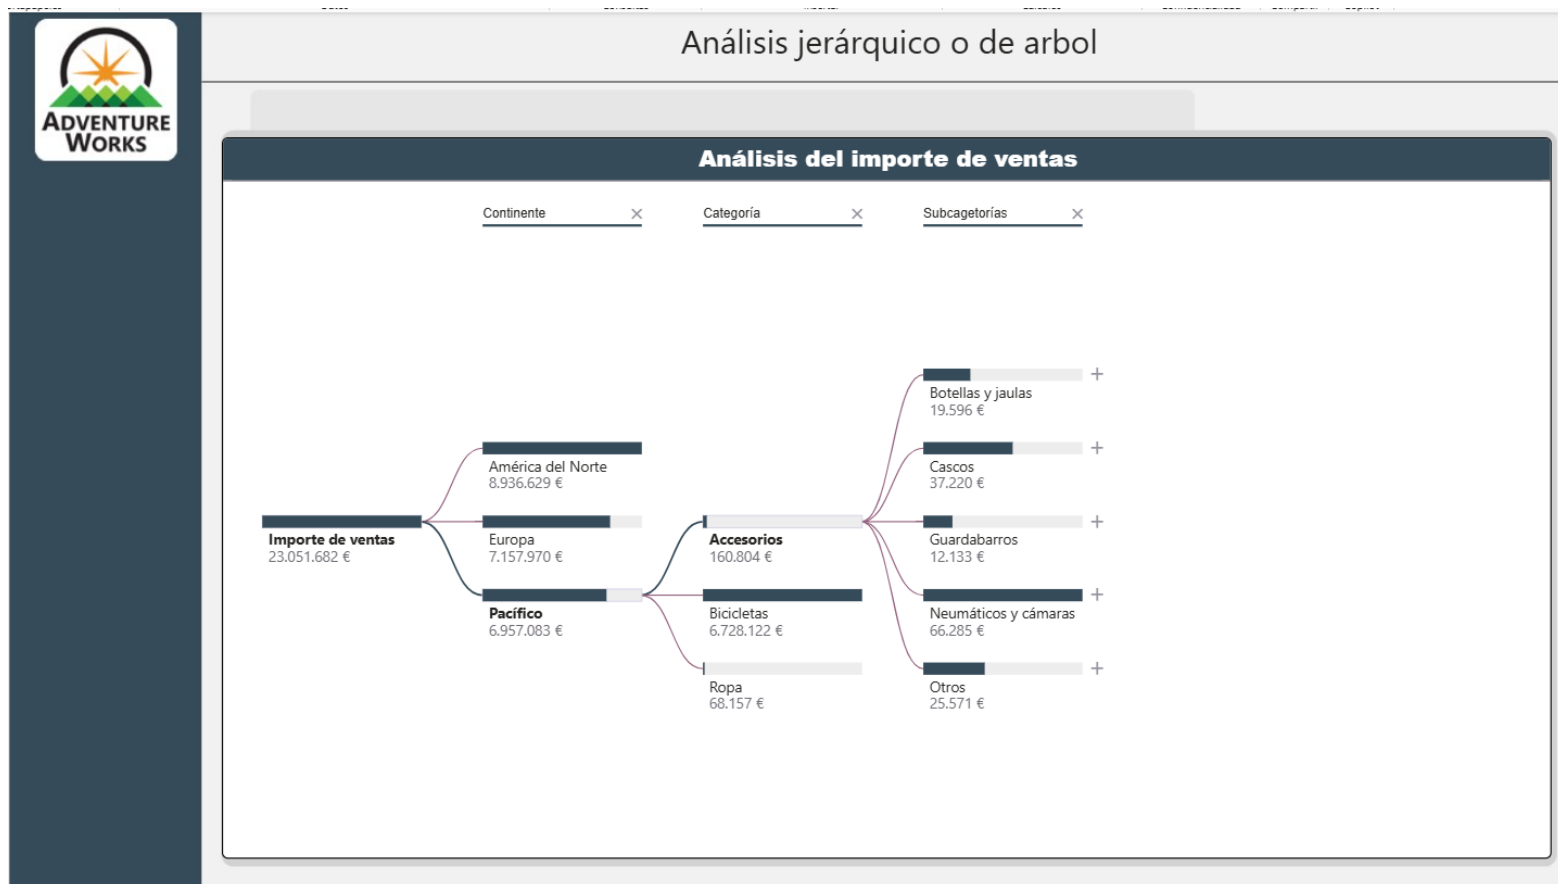 Análisis jerárquico o de arbol
ADVENTURE
WORKS
Análisis del importe de ventas
Continente
Categoría
Subcagetorías
Botellas y jaulas
19.596 €
América del Norte
8.936.629 €
Cascos
37.220 €
Importe de ventas
23.051.682 €
Europa
7.157.970 €
Accesorios
160.804 €
Guardabarros
12.133 €
Pacífico
6.957.083 €
Bicicletas
6.728.122 €
Neumáticos y cámaras
66.285 €
Ropa
68.157 €
Otros
25.571 €